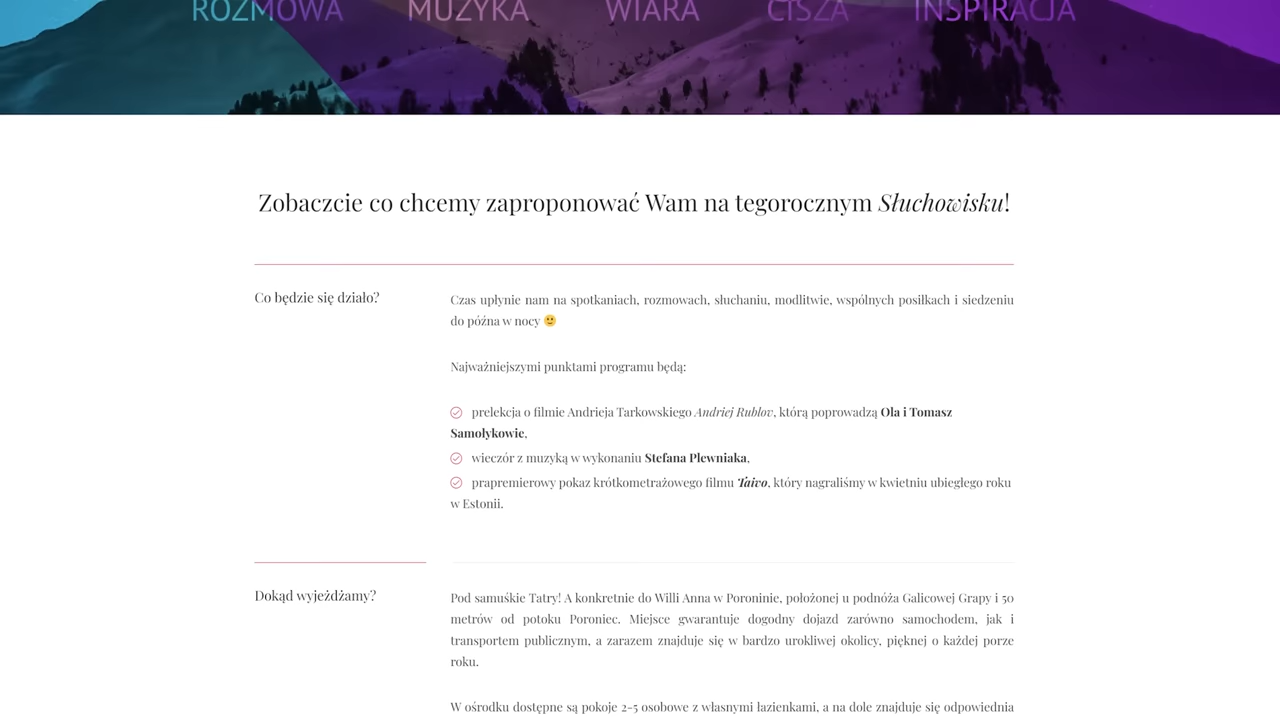 ROZMOWA MUZYKA WIARA CISZA INSPIRACJA
Zobaczcie co chcemy zaproponować Wam na tegorocznym Słuchowisku!
Co będzie się działo?
Czas upłynie nam na spotkaniach, rozmowach, słuchaniu, modlitwie, wspólnych posiłkach i siedzeniu
do późna w nocy 🙂
Najważniejszymi punktami programu będą:
prelekcja o filmie Andrieja Tarkowskiego Andriej Rublov, którą poprowadzą Ola i Tomasz
Samołykowie,
wieczór z muzyką w wykonaniu Stefana Plewniaka,
prapremierowy pokaz krótkometrażowego filmu Taivo, który nagraliśmy w kwietniu ubiegłego roku
w Estonii.
Dokąd wyjeżdżamy?
Pod samuśkie Tatry! A konkretnie do Willi Anna w Poroninie, położonej u podnóża Galicowej Grapy i 50
metrów od potoku Poroniec. Miejsce gwarantuje dogodny dojazd zarówno samochodem, jak i
transportem publicznym, a zarazem znajduje się w bardzo urokliwej okolicy, pięknej o każdej porze
roku.
W ośrodku dostępne są pokoje 2-5 osobowe z własnymi łazienkami, a na dole znajduje się odpowiednia